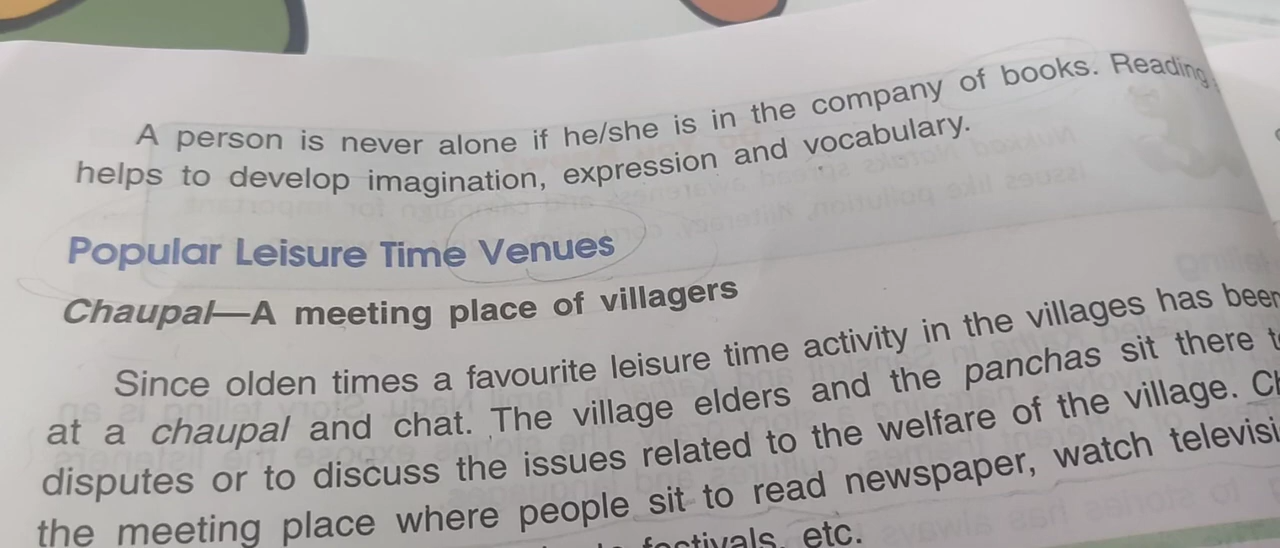 A person is never alone if he/she is in the company of books. Reading
helps to develop imagination, expression and vocabulary.
Popular Leisure Time Venues
Chaupal—A meeting place of villagers
Since olden times a favourite leisure time activity in the villages has been
at a chaupal and chat. The village elders and the panchas sit there
disputes or to discuss the issues related to the welfare of the village.
the meeting place where people sit to read newspaper, watch
festivals, etc.